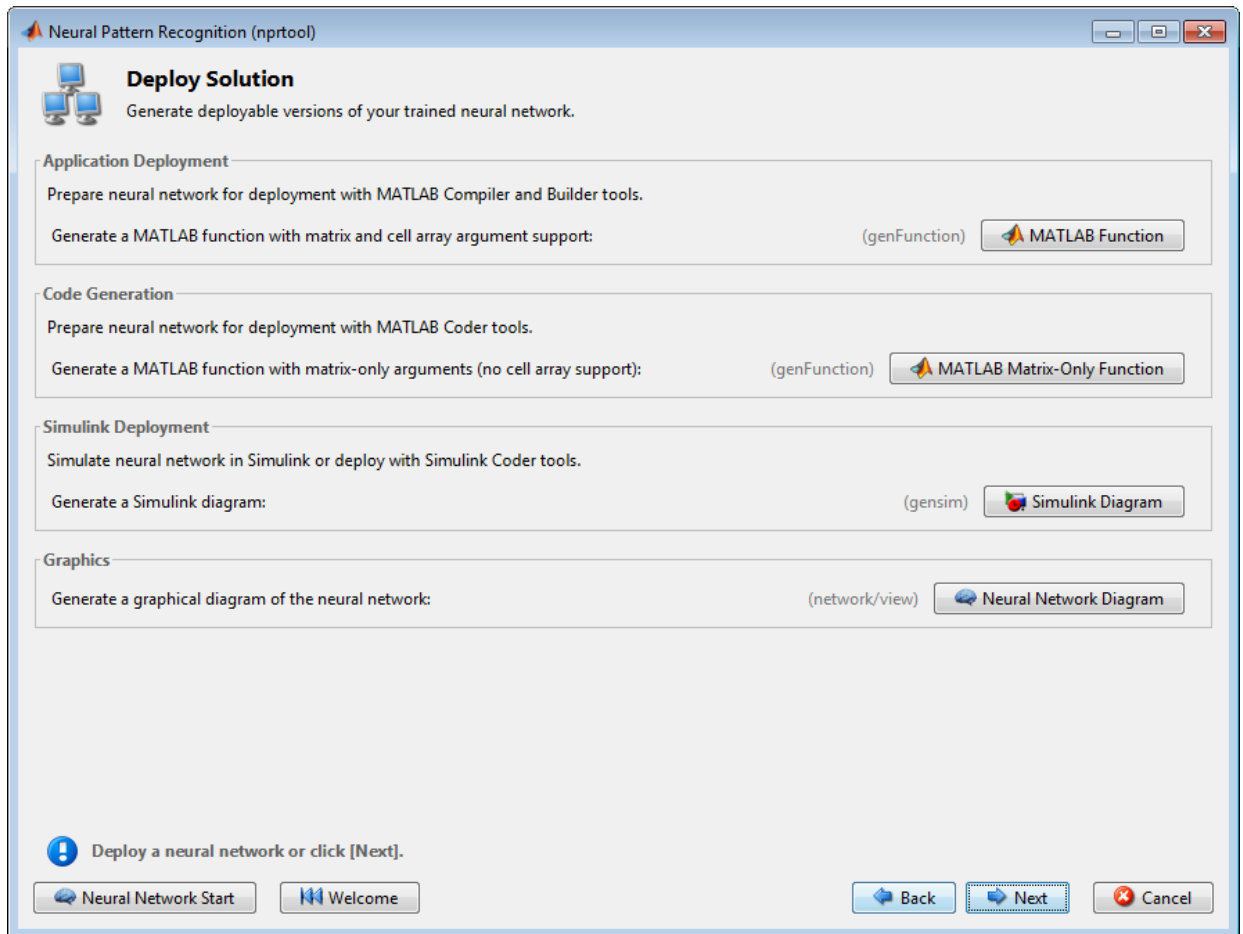 Neural Pattern Recognition (nprtool)
Deploy Solution
Generate deployable versions of your trained neural network.
Application Deployment
Prepare neural network for deployment with MATLAB Compiler and Builder tools.
Generate a MATLAB function with matrix and cell array argument support: (genFunction) MATLAB Function
Code Generation
Prepare neural network for deployment with MATLAB Coder tools.
Generate a MATLAB function with matrix-only arguments (no cell array support): (genFunction) MATLAB Matrix-Only Function
Simulink Deployment
Simulate neural network in Simulink or deploy with Simulink Coder tools.
Generate a Simulink diagram: (gensim) Simulink Diagram
Graphics
Generate a graphical diagram of the neural network: (network/view) Neural Network Diagram
Deploy a neural network or click [Next].
Neural Network Start Welcome Back Next Cancel